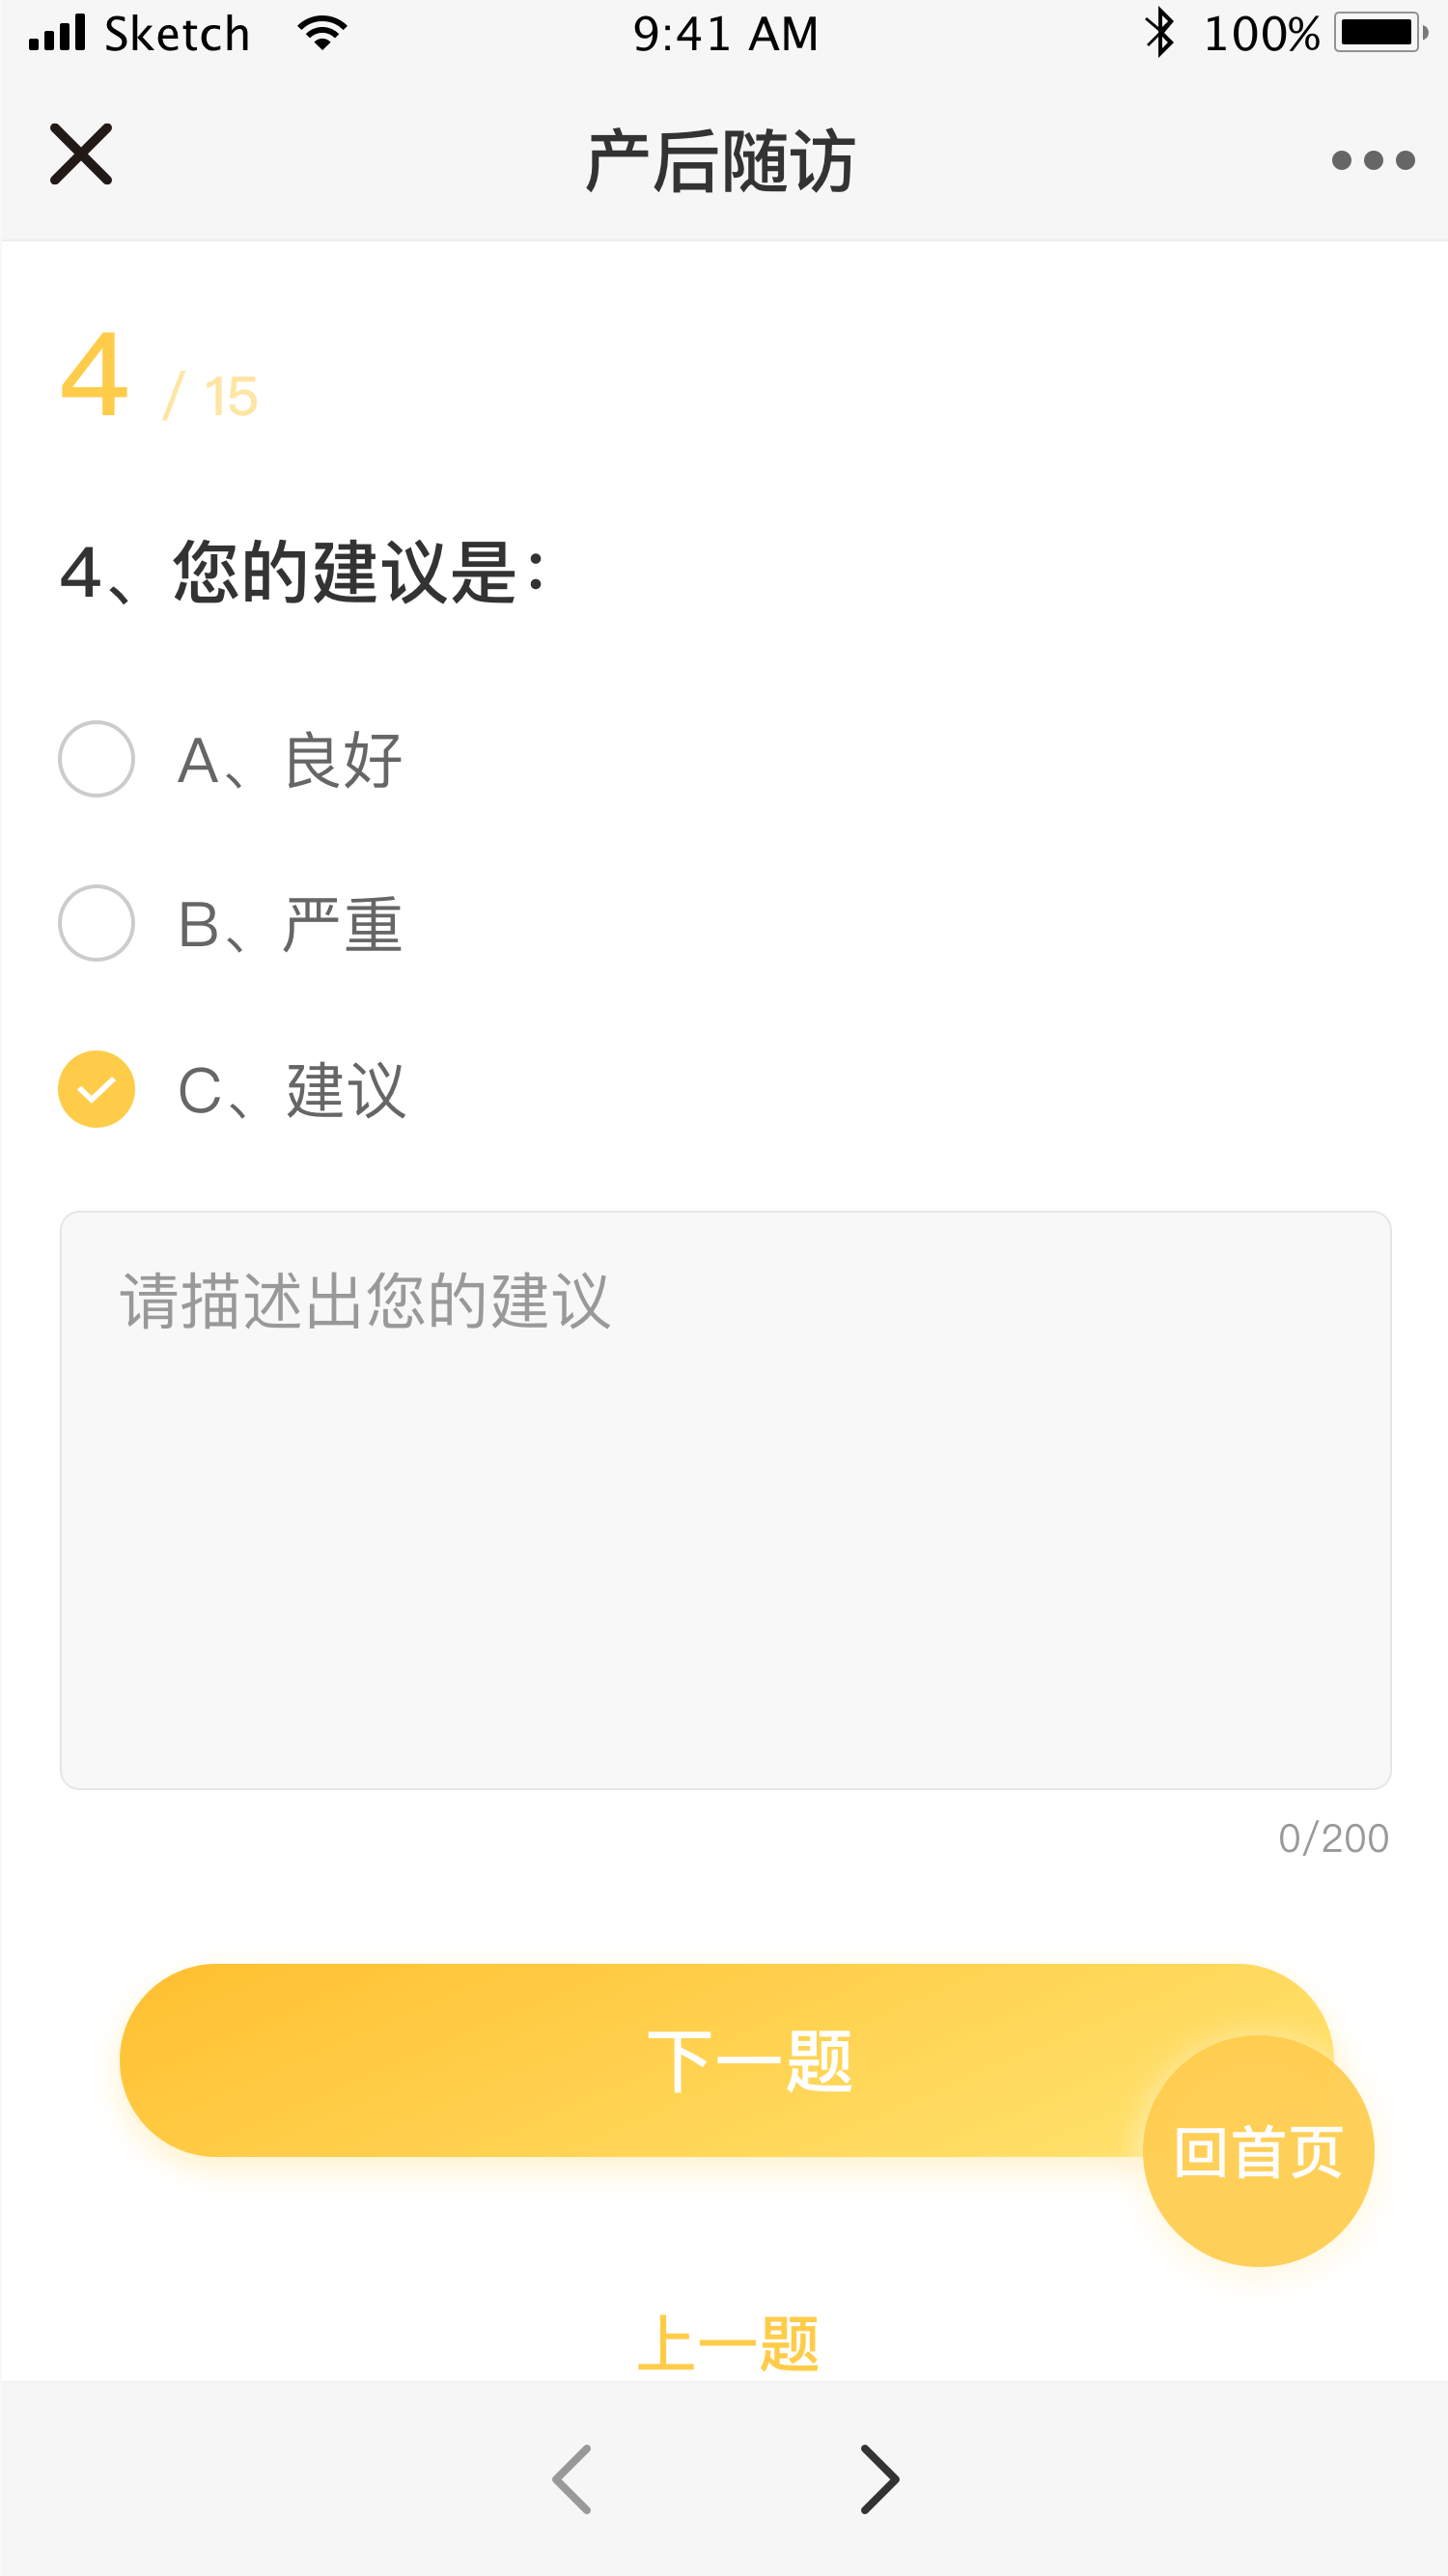 Sketch 9:41 AM 100%
产后随访
4 / 15
4、您的建议是：
A、良好
B、严重
C、建议
请描述出您的建议
0/200
下一题
回首页
上一题